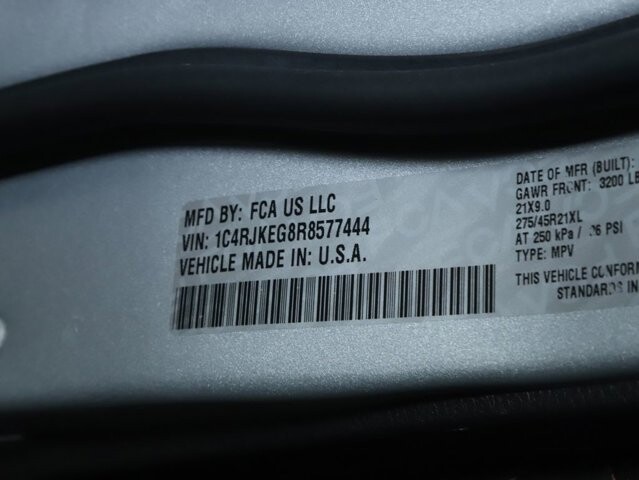 MFD BY: FCA US LLC
VIN: 1C4RJKEG8R8577444
VEHICLE MADE IN: U.S.A.
DATE OF MFR (BUILT):
GAWR FRONT: 3200 LB
21X9.0
275/45R21XL
AT 250 kPa / 36 PSI
TYPE: MPV
THIS VEHICLE CONFORM
STANDARDS IN